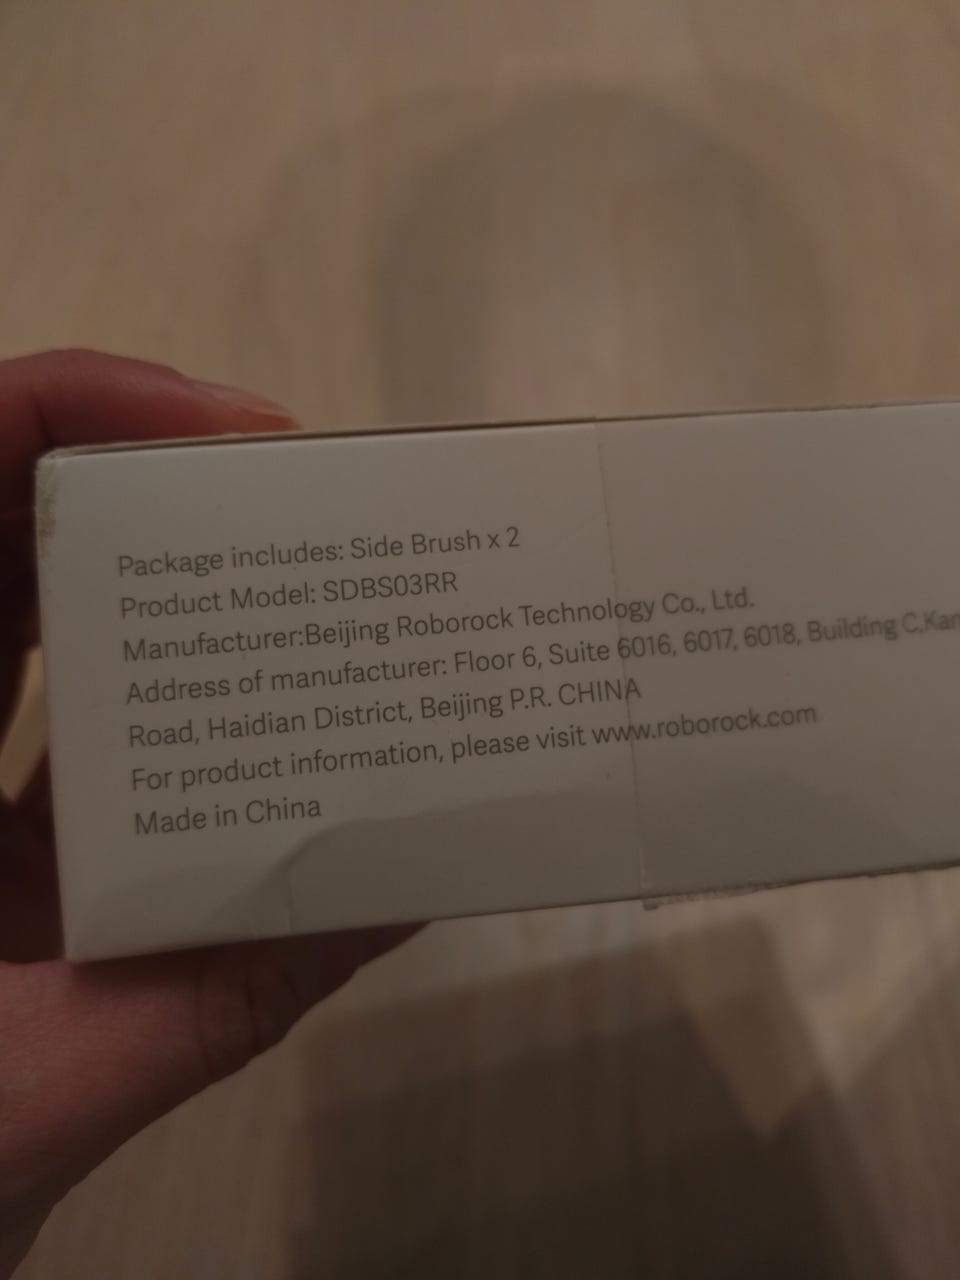 Package includes: Side Brush x 2
Product Model: SDBS03RR
Manufacturer:Beijing Roborock Technology Co., Ltd.
Address of manufacturer: Floor 6, Suite 6016, 6017, 6018, Building C,
Road, Haidian District, Beijing P.R. CHINA
For product information, please visit www.roborock.com
Made in China